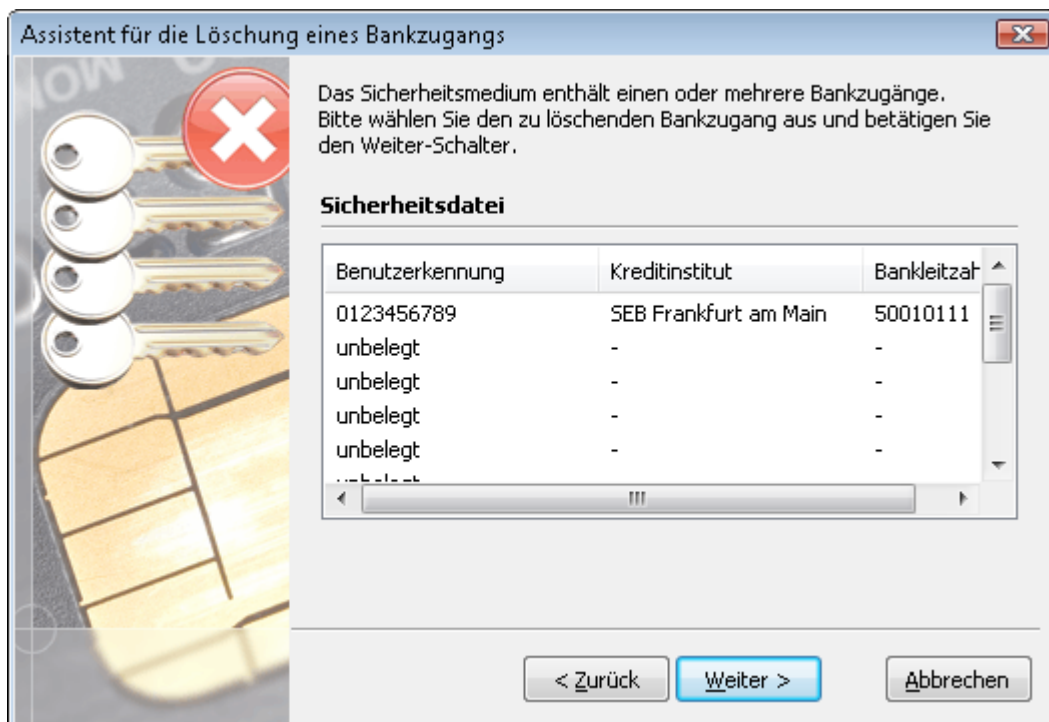 Assistent für die Löschung eines Bankzugangs
Das Sicherheitsmedium enthält einen oder mehrere Bankzugänge.
Bitte wählen Sie den zu löschenden Bankzugang aus und betätigen Sie
den Weiter-Schalter.
Sicherheitsdatei
Benutzerkennung Kreditinstitut Bankleitzah
0123456789 SEB Frankfurt am Main 50010111
unbelegt - -
unbelegt - -
unbelegt - -
unbelegt - -
< Zurück Weiter > Abbrechen